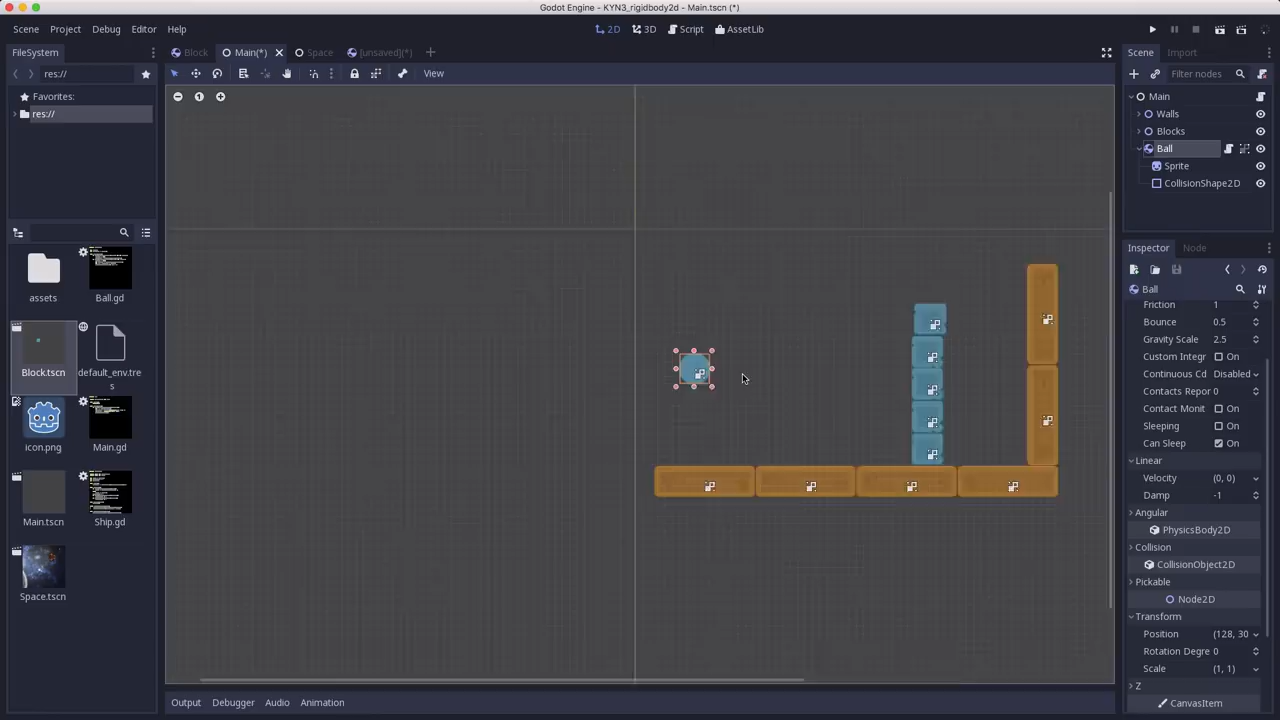 Godot Engine - KYN3_rigidbody2d - Main.tscn (*)
Scene Project Debug Editor Help
2D 3D Script AssetLib
FileSystem
Block Main(*) Space [unsaved](*)
Scene Import
res://
View
Filter nodes
Favorites:
res://
Main
Walls
Blocks
Ball
Sprite
CollisionShape2D
assets
Ball.gd
Block.tscn
default_env.tres
icon.png
Main.gd
Main.tscn
Ship.gd
Space.tscn
Inspector Node
Ball
Friction 1
Bounce 0.5
Gravity Scale 2.5
Custom Integr On
Continuous Cd Disabled
Contacts Repor 0
Contact Monit On
Sleeping On
Can Sleep On
Linear
Velocity (0, 0)
Damp -1
Angular
PhysicsBody2D
Collision
CollisionObject2D
Pickable
Node2D
Transform
Position (128, 30
Rotation Degre 0
Scale (1, 1)
Z
CanvasItem
Output Debugger Audio Animation